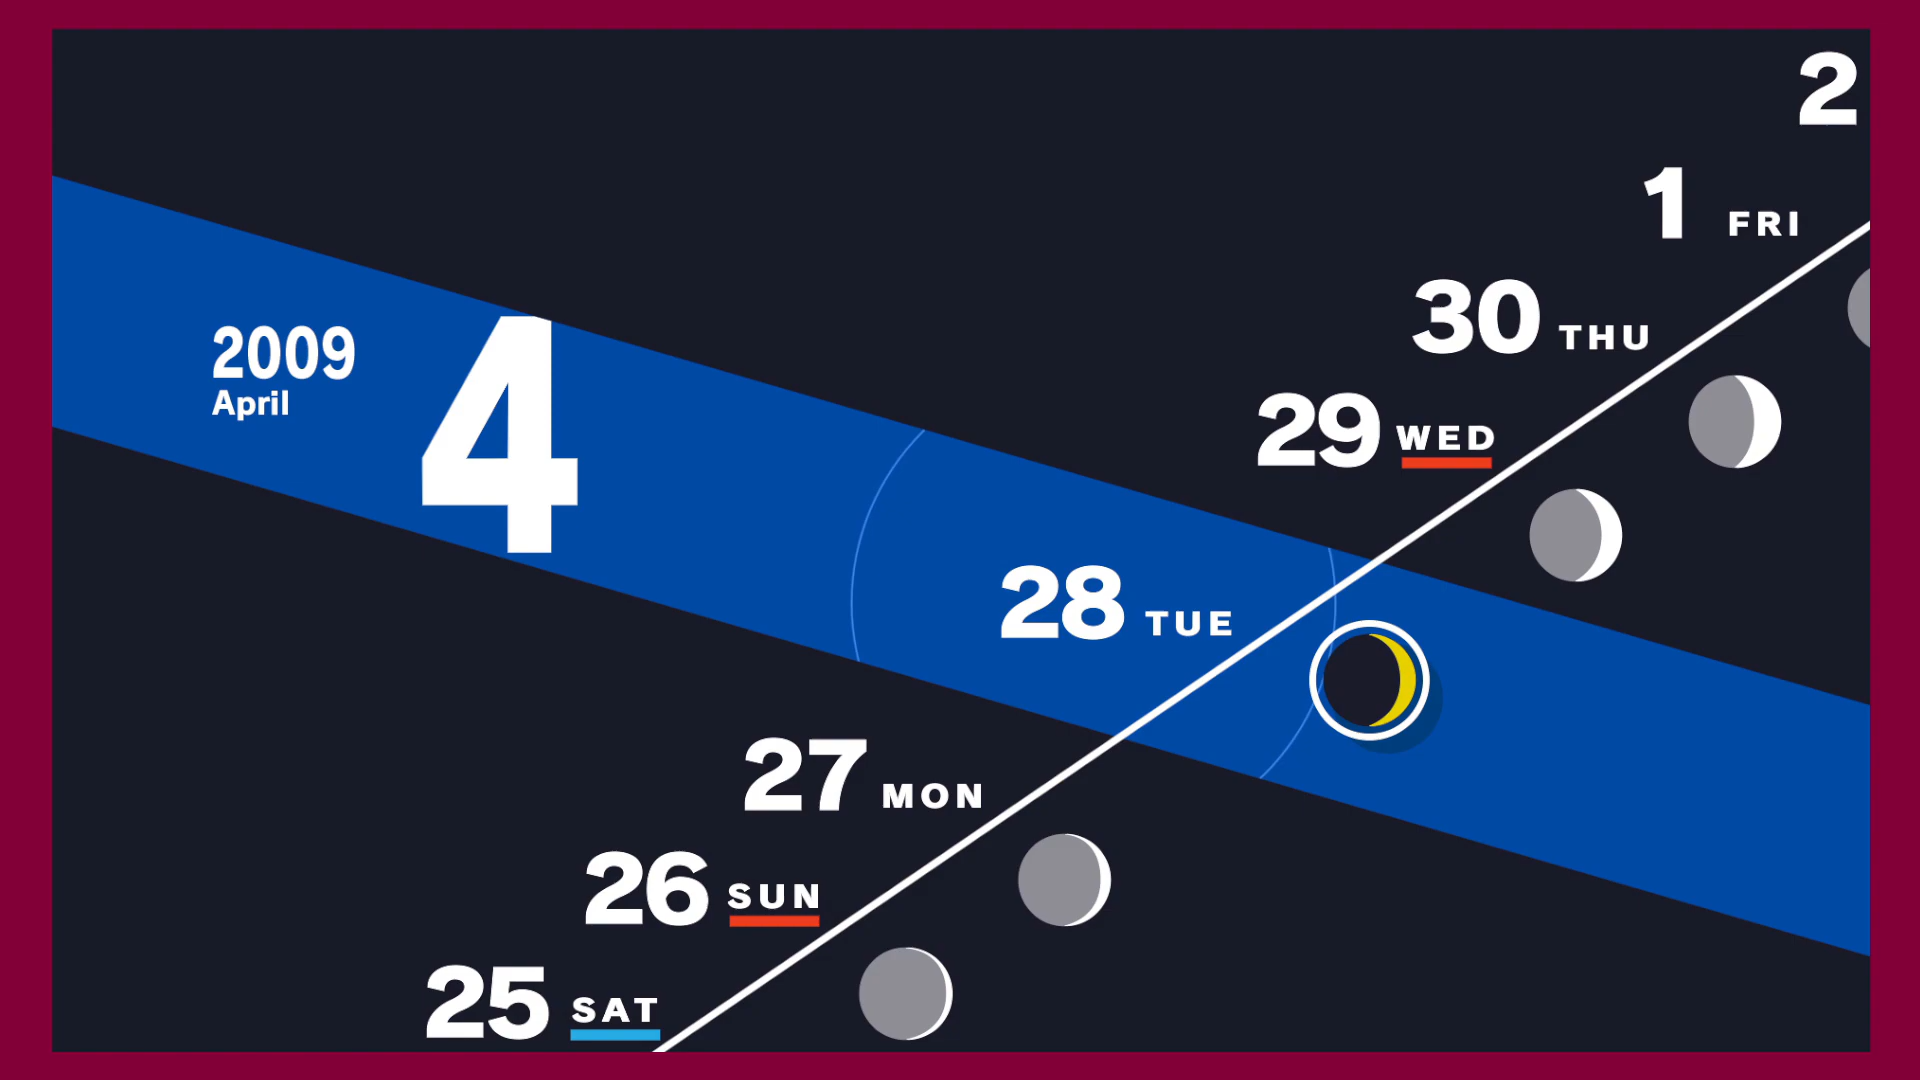 2
1 FRI
30 THU
29 WED
2009
April
4
28 TUE
27 MON
26 SUN
25 SAT